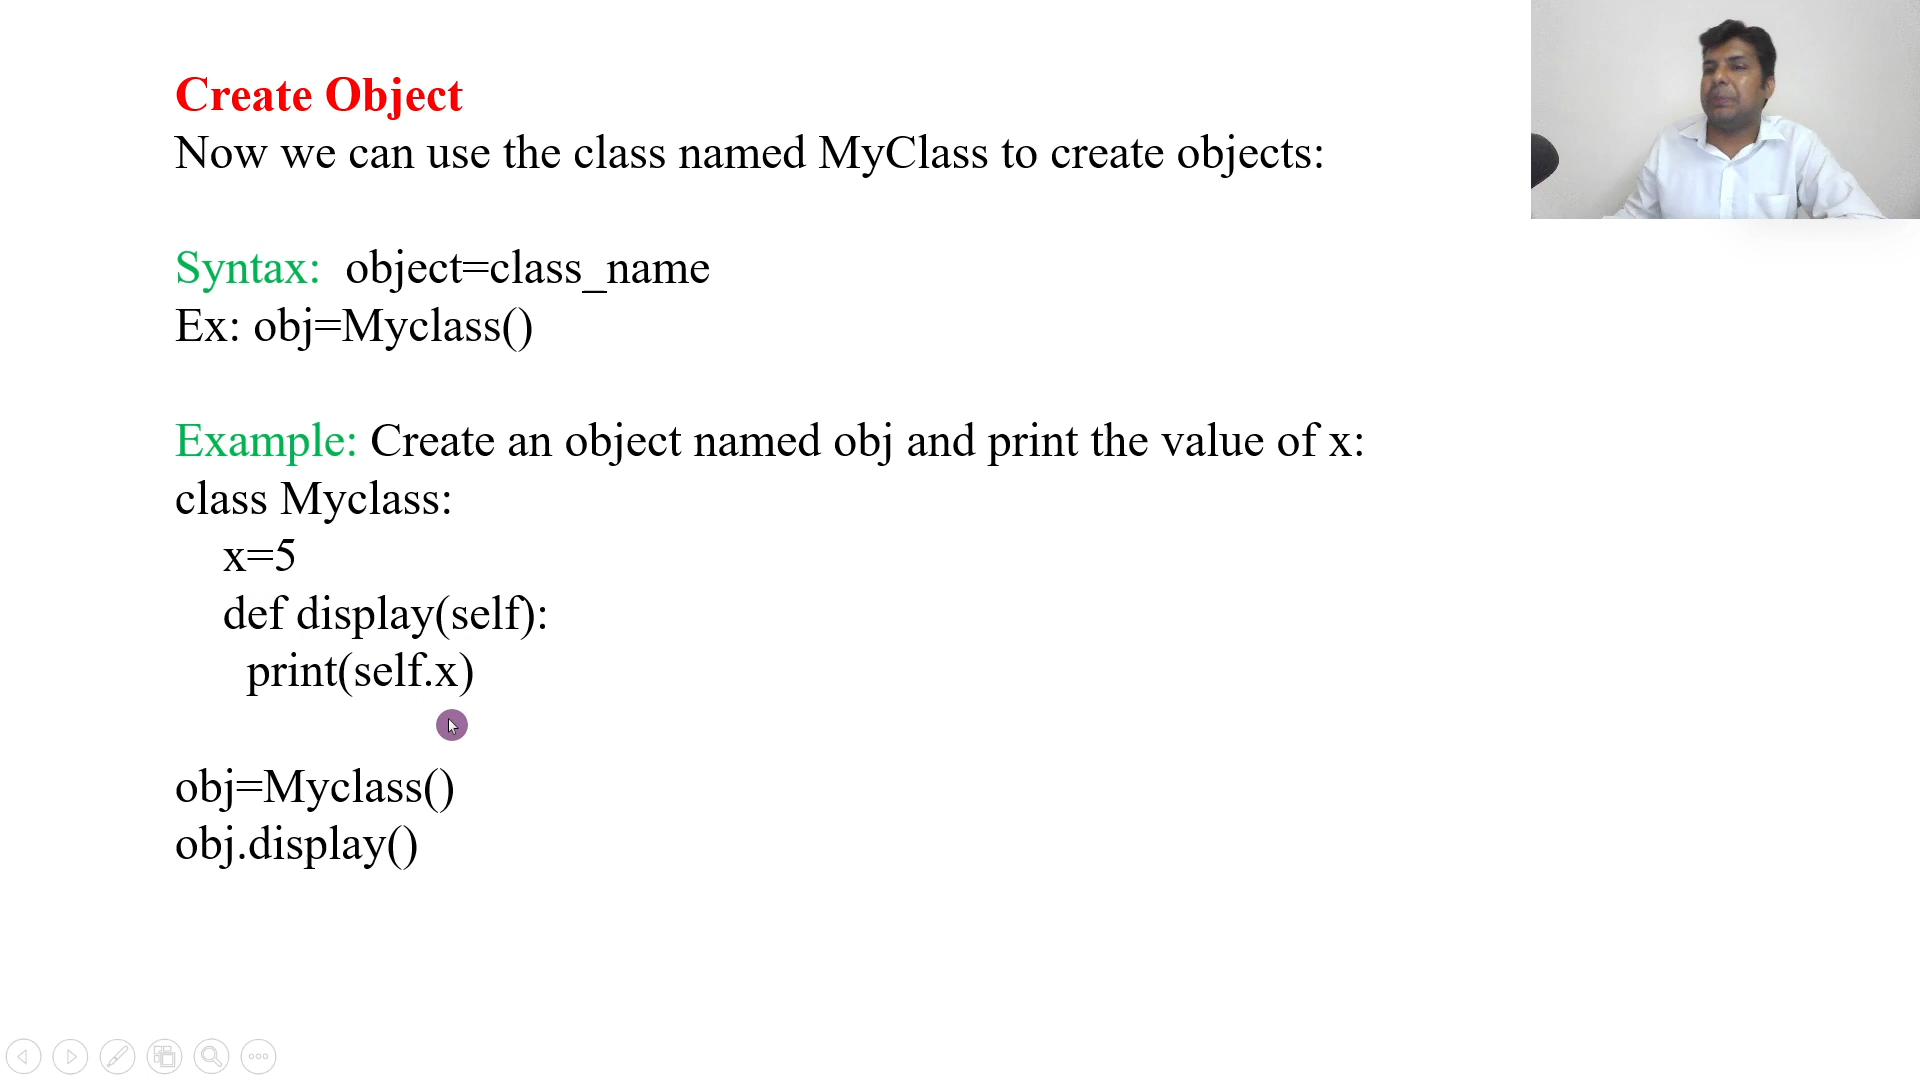 Create Object
Now we can use the class named MyClass to create objects:
Syntax:  object=class_name
Ex: obj=Myclass()
Example: Create an object named obj and print the value of x:
class Myclass:
x=5
def display(self):
print(self.x)
obj=Myclass()
obj.display()